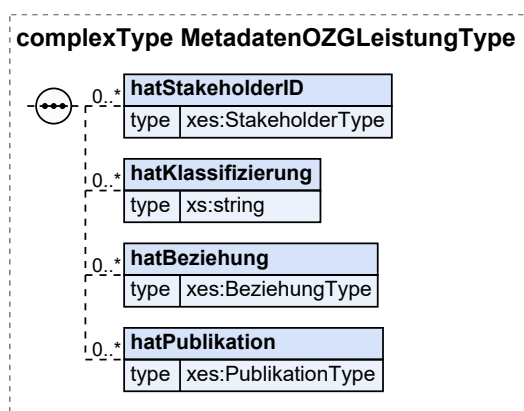 complexType MetadatenOZGLeistungType
0..* hatStakeholderID
type xes:StakeholderType
0..* hatKlassifizierung
type xs:string
0..* hatBeziehung
type xes:BeziehungType
0..* hatPublikation
type xes:PublikationType